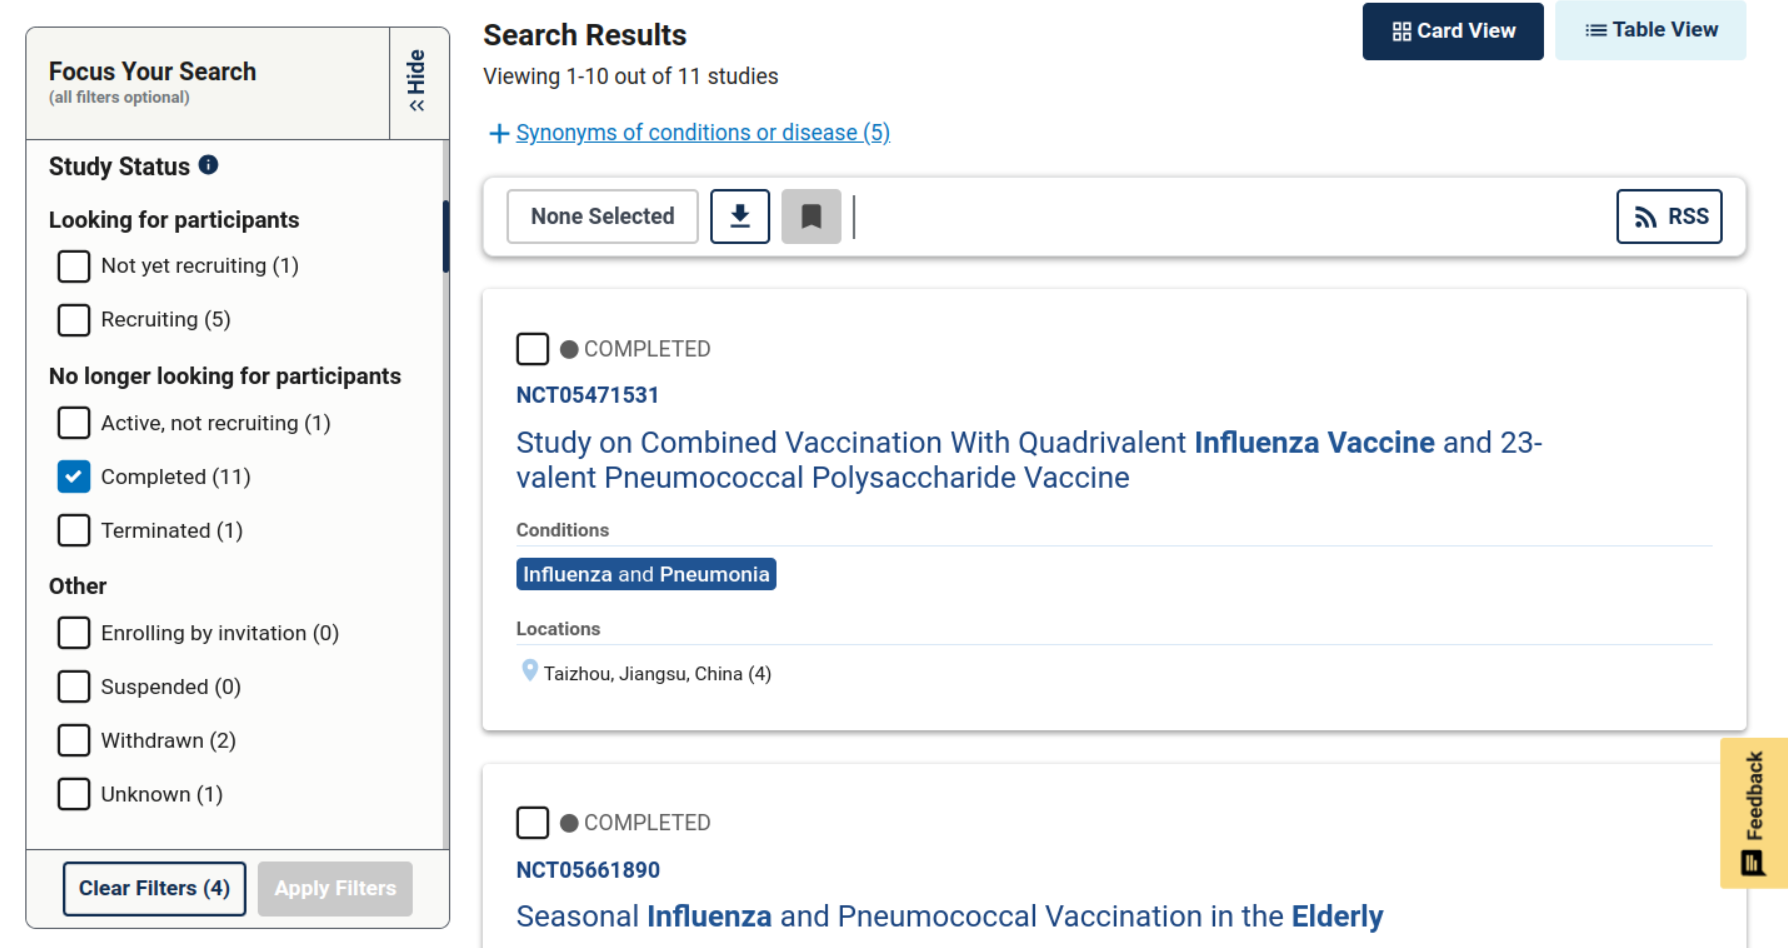 Focus Your Search
(all filters optional)
Hide
Study Status
Looking for participants
Not yet recruiting (1)
Recruiting (5)
No longer looking for participants
Active, not recruiting (1)
Completed (11)
Terminated (1)
Other
Enrolling by invitation (0)
Suspended (0)
Withdrawn (2)
Unknown (1)
Clear Filters (4)
Apply Filters
Search Results
Viewing 1-10 out of 11 studies
Card View
Table View
Synonyms of conditions or disease (5)
None Selected
RSS
COMPLETED
NCT05471531
Study on Combined Vaccination With Quadrivalent Influenza Vaccine and 23-
valent Pneumococcal Polysaccharide Vaccine
Conditions
Influenza and Pneumonia
Locations
Taizhou, Jiangsu, China (4)
COMPLETED
NCT05661890
Seasonal Influenza and Pneumococcal Vaccination in the Elderly
Feedback